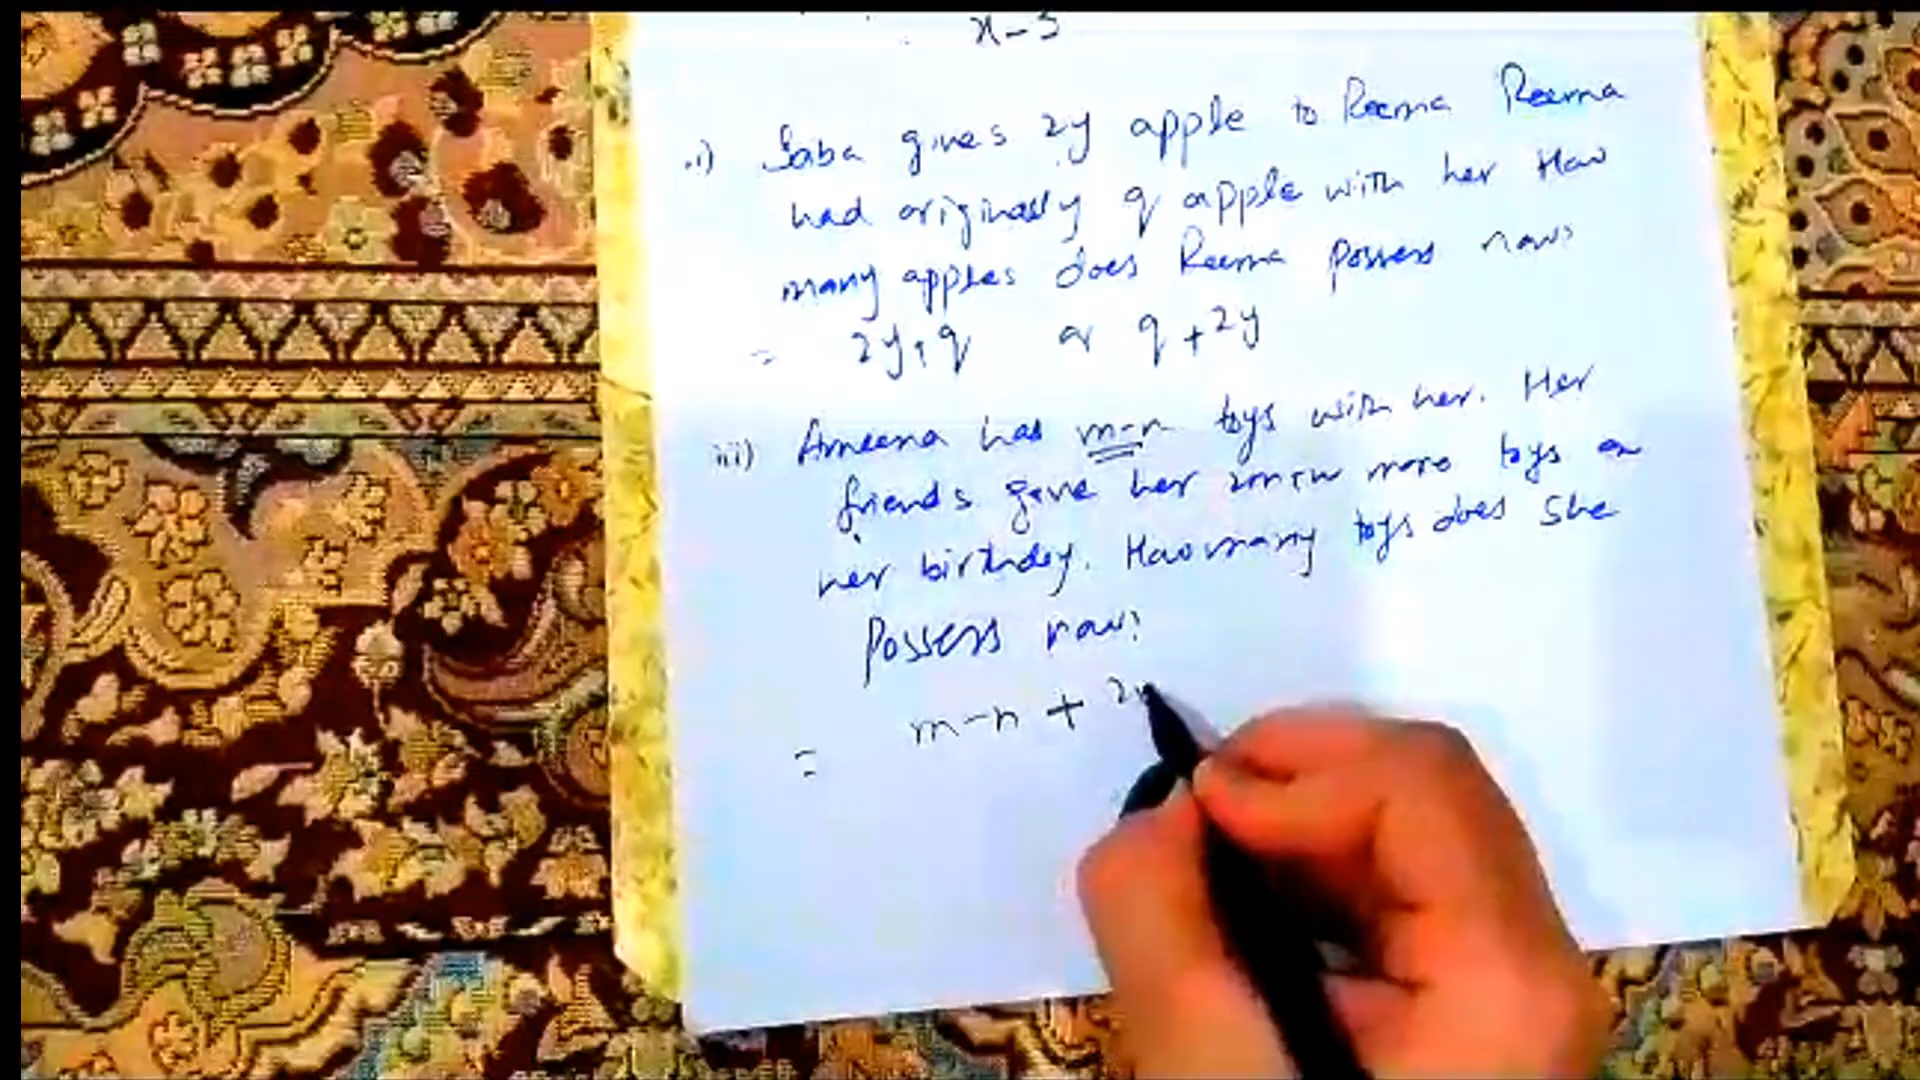 x-5
ii) Saba gives 2y apple to Reema Reema
had originally q apple with her How
many apples does Reema possess now?
= 2y+q or q+2y
iii) Ameena has m-n toys with her. Her
friends gave her more toys on
her birthday. How many toys does she
Possess now?
= m-n + 2